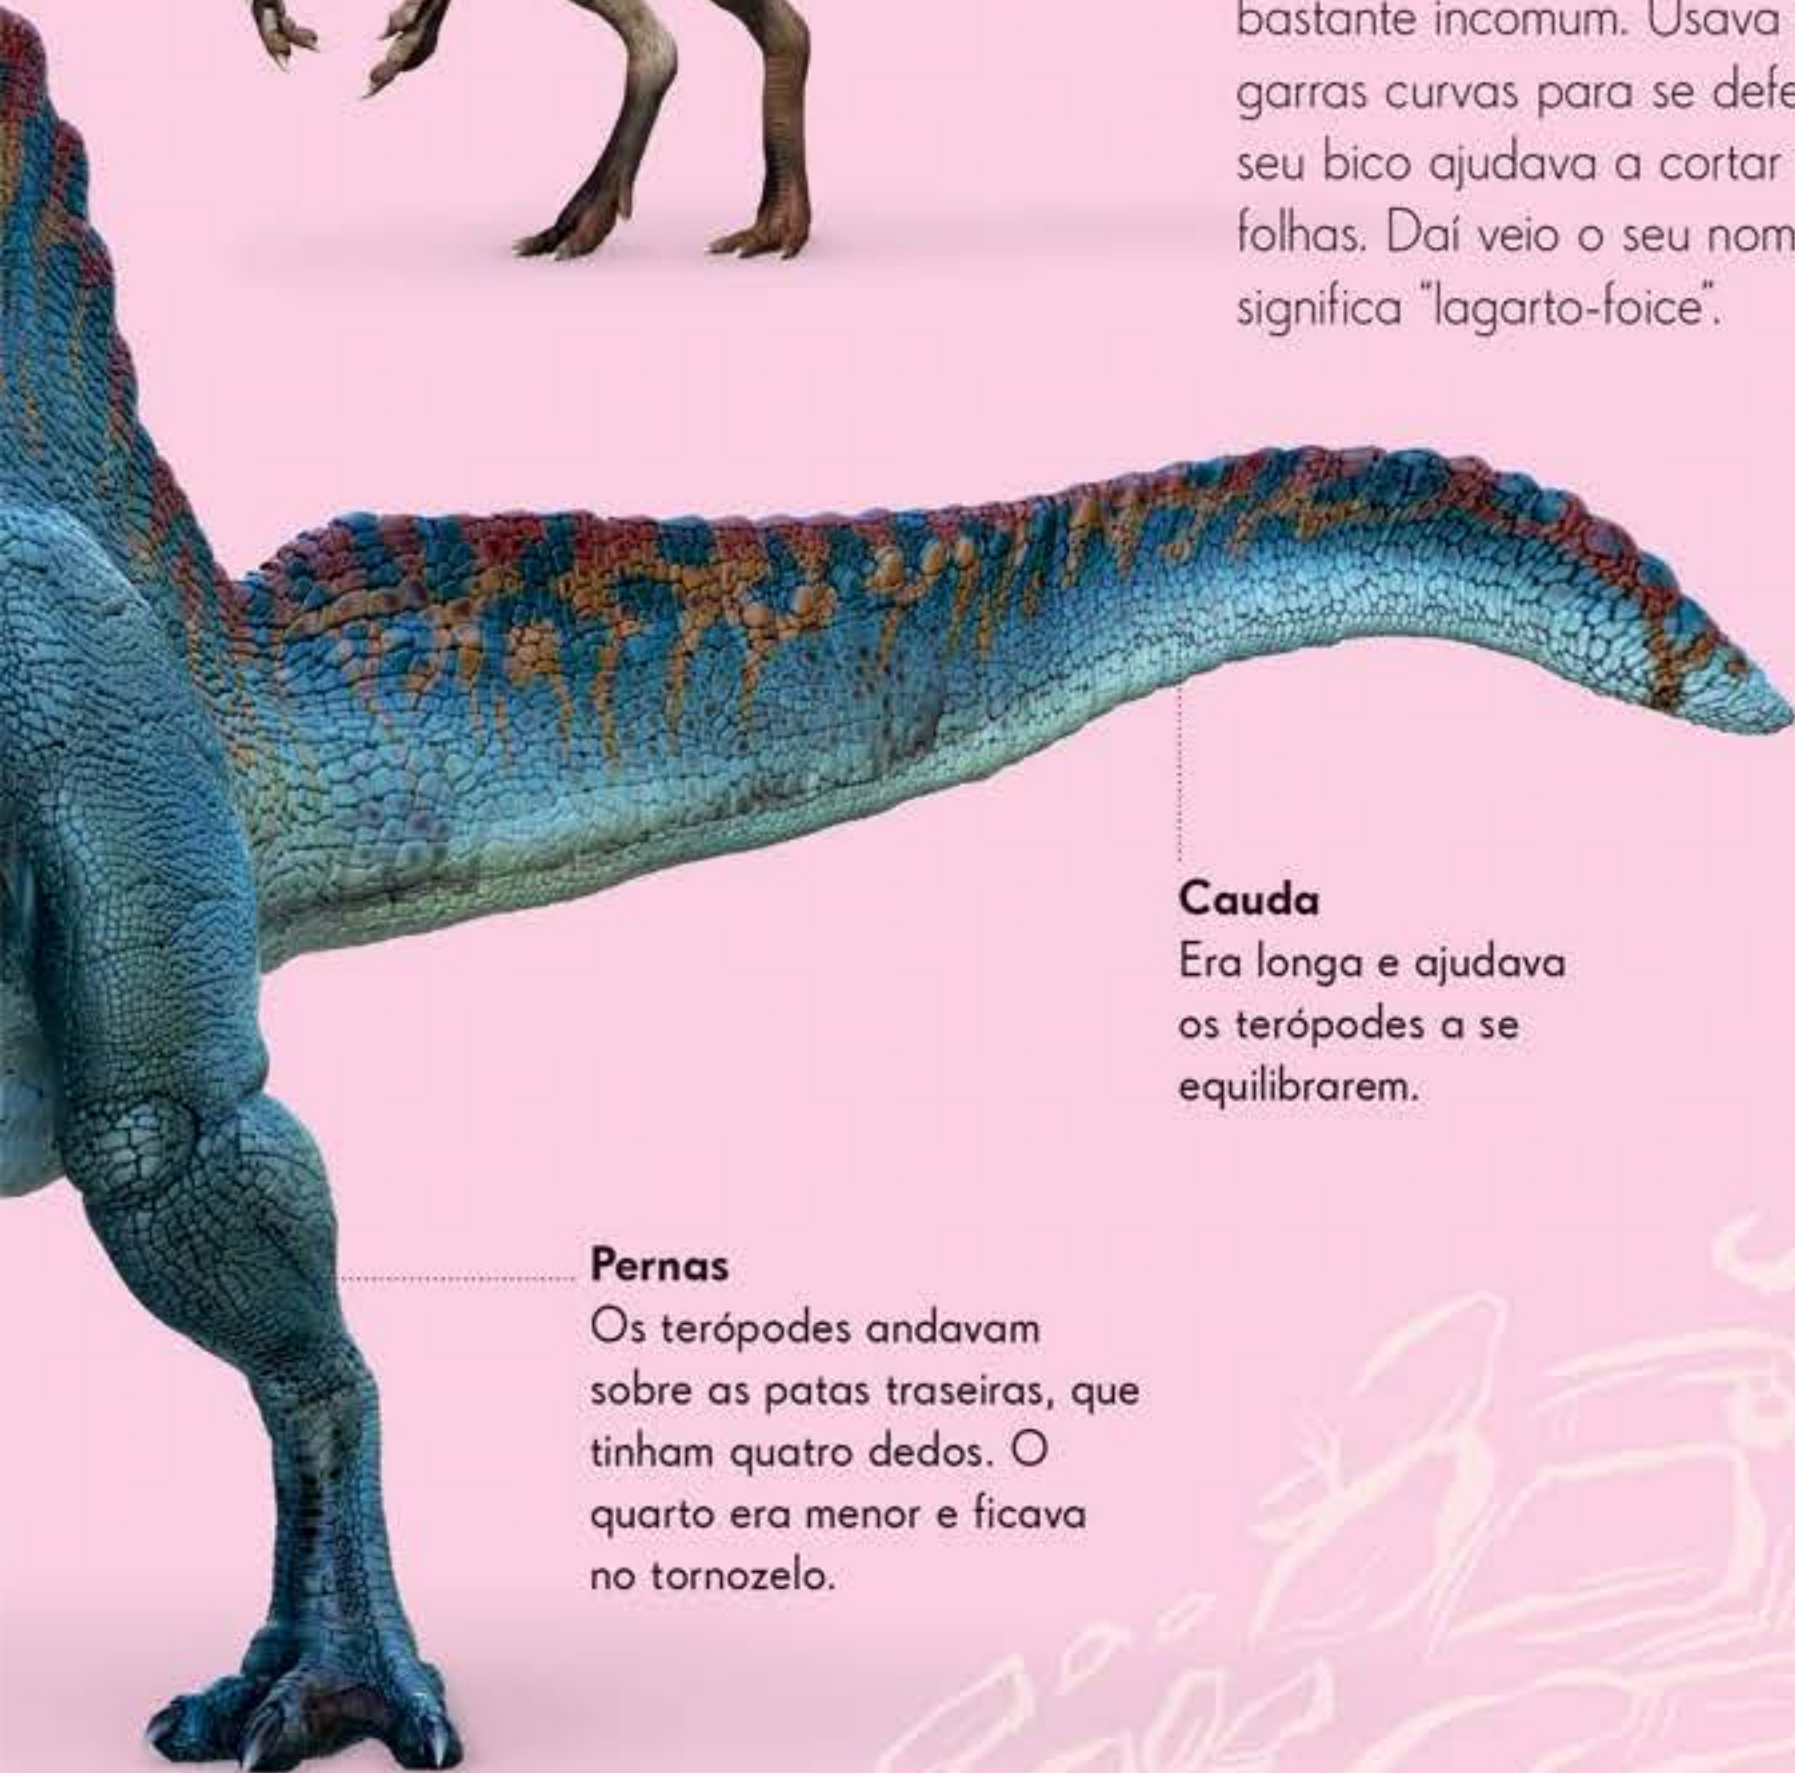 bastante incomum. Usava
garras curvas para se
seu bico ajudava a cortar
folhas. Daí veio o seu
significa “lagarto-foice”.
Cauda
Era longa e ajudava
os terópodes a se
equilibrarem.
Pernas
Os terópodes andavam
sobre as patas traseiras, que
tinham quatro dedos. O
quarto era menor e ficava
no tornozelo.